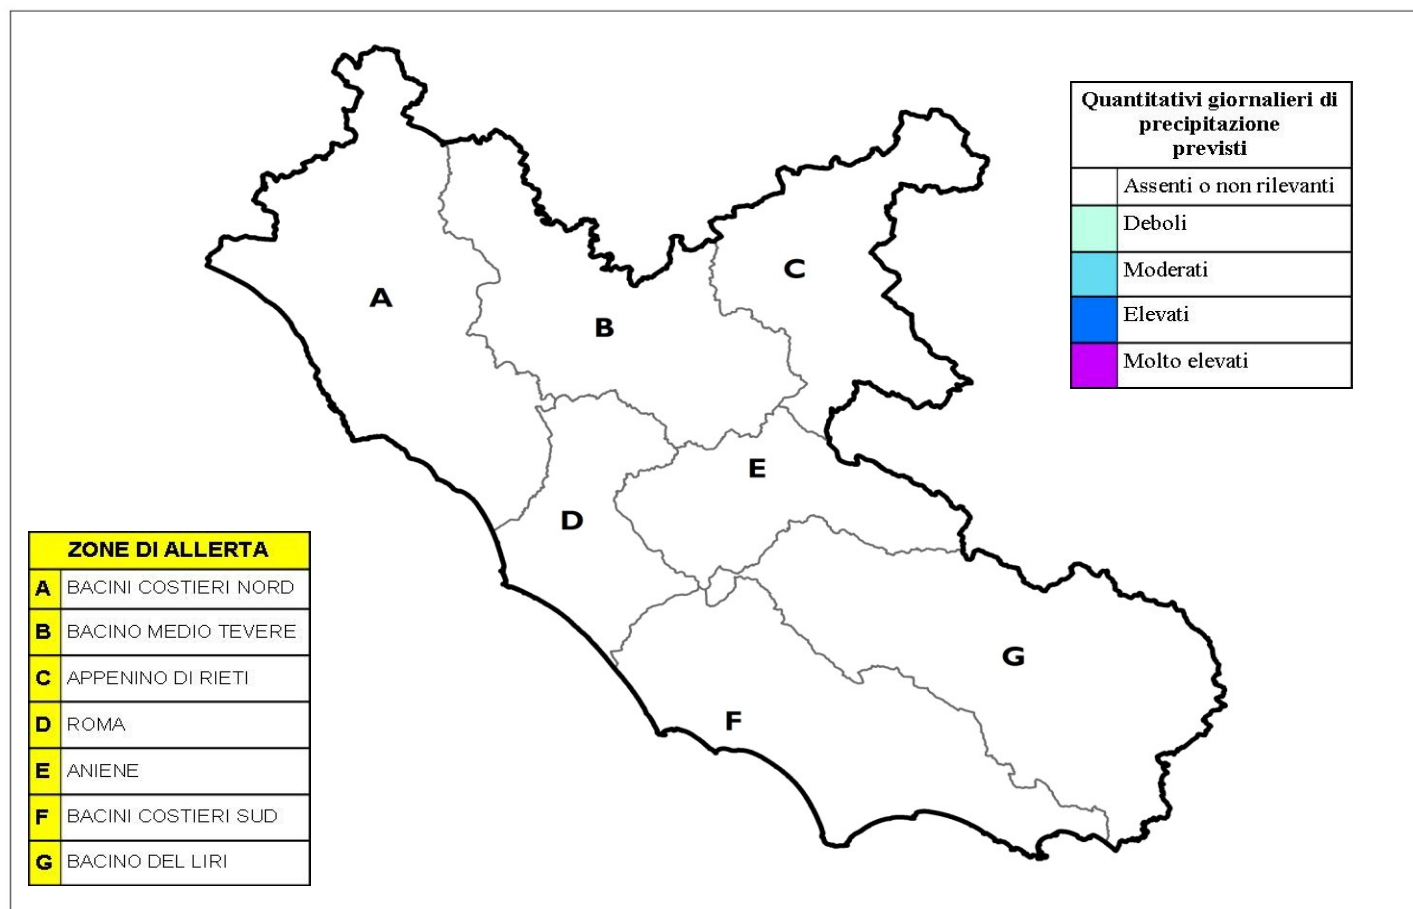 Quantitativi giornalieri di
precipitazione
previsti
Assenti o non rilevanti
Deboli
Moderati
Elevati
Molto elevati
A
B
C
D
E
F
G
ZONE DI ALLERTA
A BACINI COSTIERI NORD
B BACINO MEDIO TEVERE
C APPENINO DI RIETI
D ROMA
E ANIENE
F BACINI COSTIERI SUD
G BACINO DEL LIRI